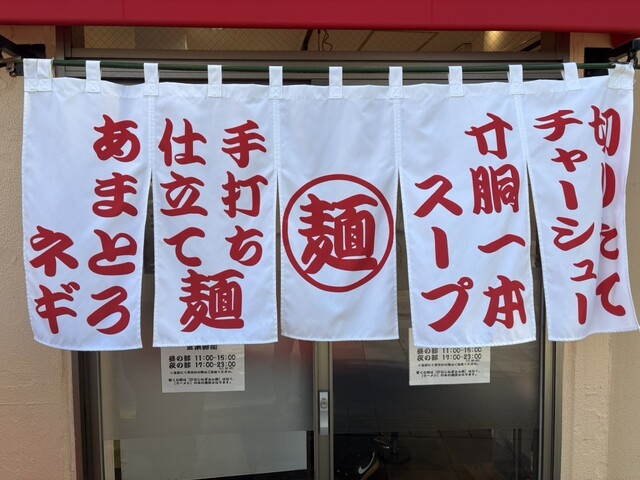 切りたて
チャーシュー
寸胴一本
スープ
麺
手打ち
仕立て麺
あまとろ
ネギ
営業時間
昼の部 11:00-15:00
夜の部 17:00-23:00
昼の部 11:00-15:00
夜の部 17:00-23:00